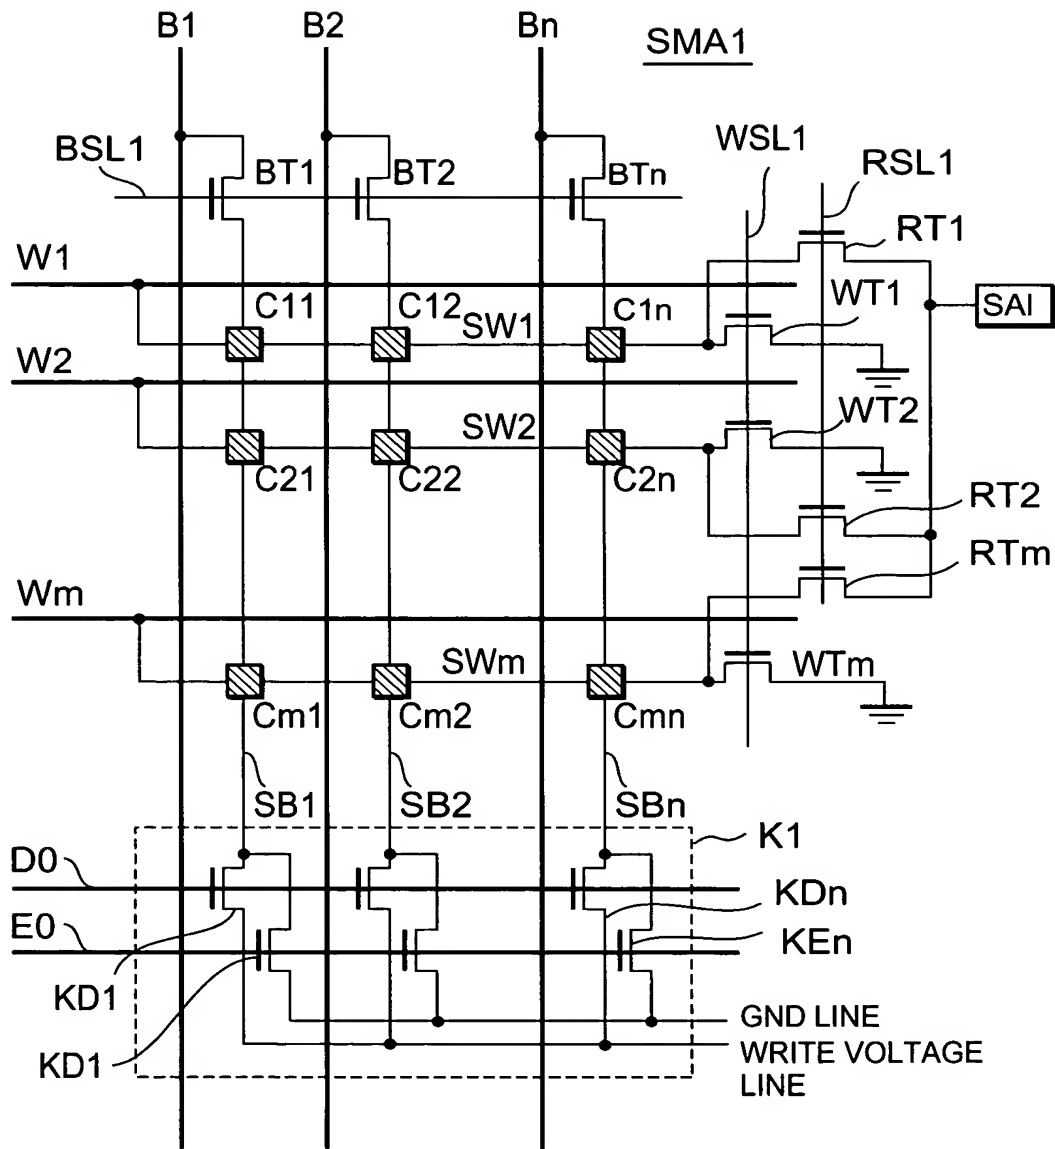 B1
B2
Bn
SMA1
BSL1
BT1
BT2
BTn
WSL1
RSL1
W1
RT1
C11
C12
SW1
C1n
WT1
SAI
W2
SW2
WT2
C21
C22
C2n
RT2
Wm
RTm
SWm
WTm
Cm1
Cm2
Cmn
SB1
SB2
SBn
K1
D0
KDn
E0
KEn
KD1
GND LINE
KD1
WRITE VOLTAGE
LINE